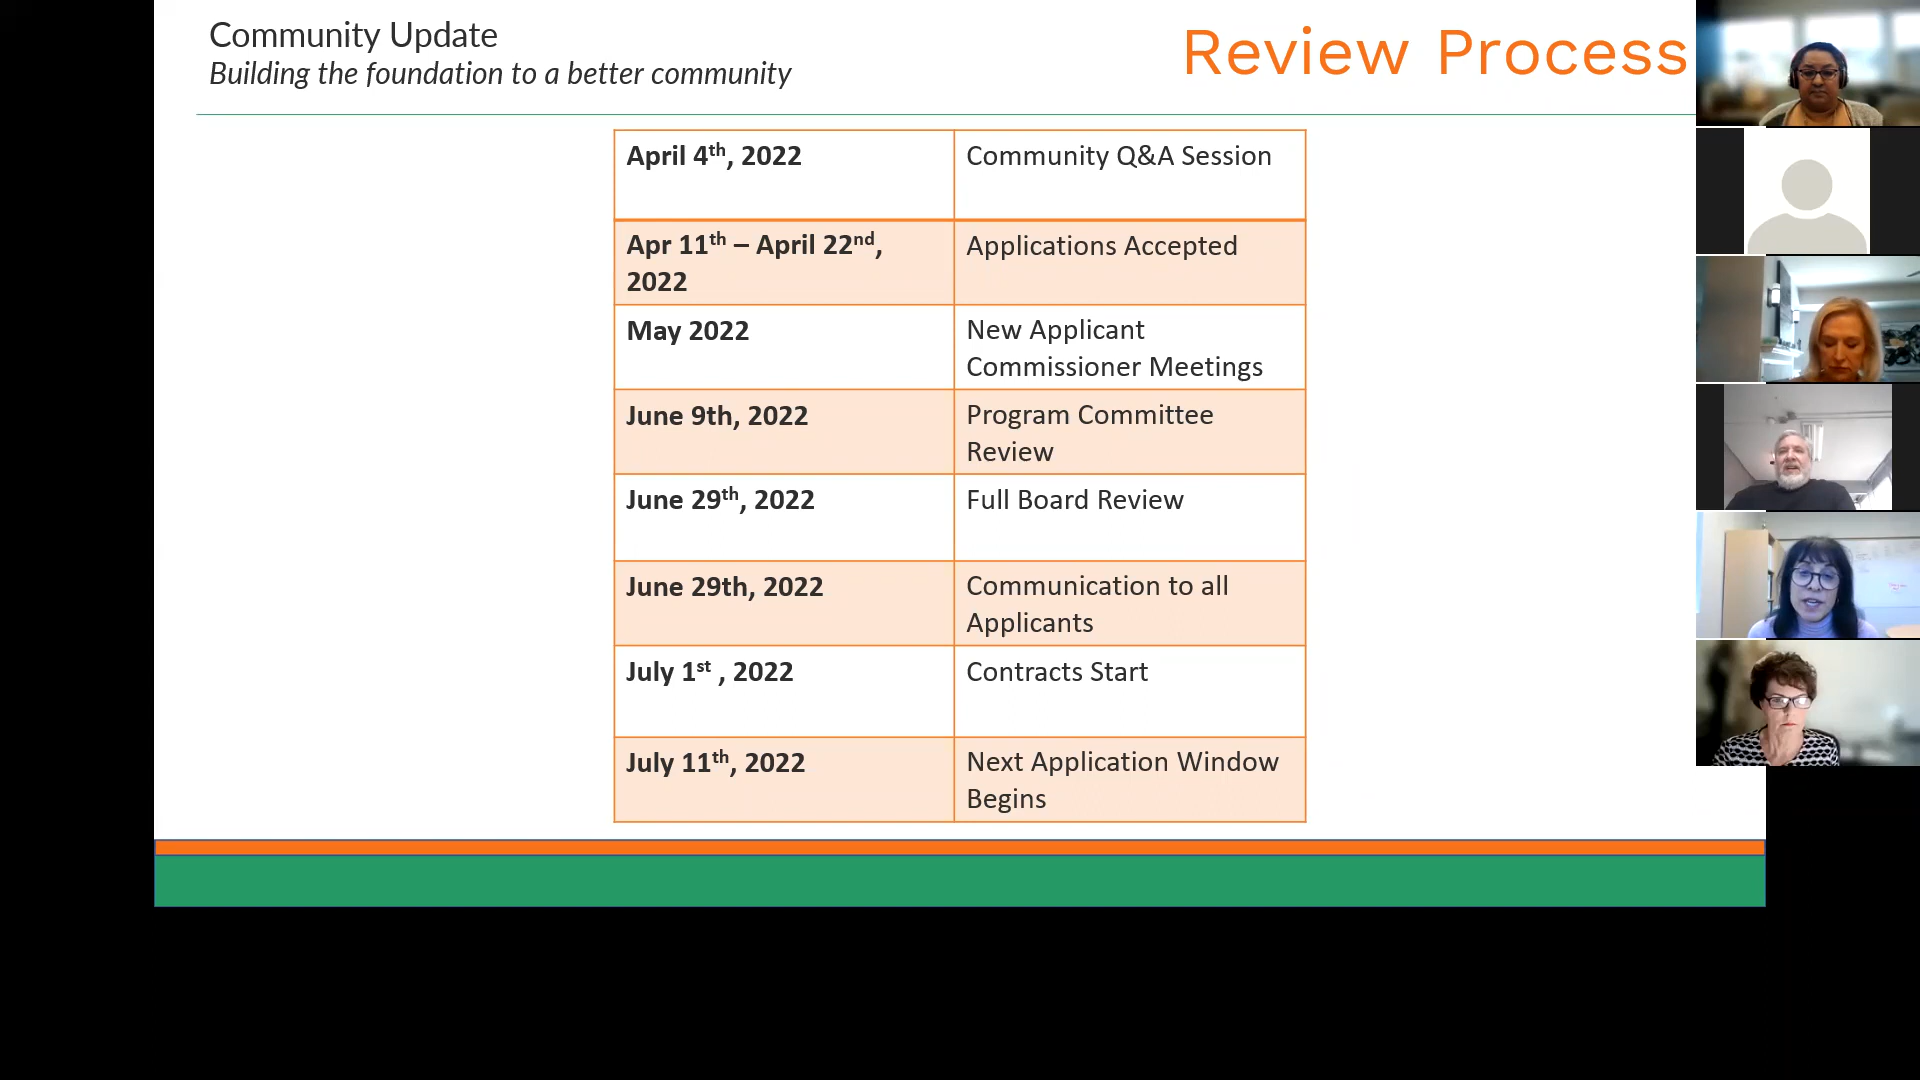 Community Update
Building the foundation to a better community
Review Process
April 4th, 2022
Community Q&A Session
Apr 11th – April 22nd,
2022
Applications Accepted
May 2022
New Applicant
Commissioner Meetings
June 9th, 2022
Program Committee
Review
June 29th, 2022
Full Board Review
June 29th, 2022
Communication to all
Applicants
July 1st , 2022
Contracts Start
July 11th, 2022
Next Application Window
Begins